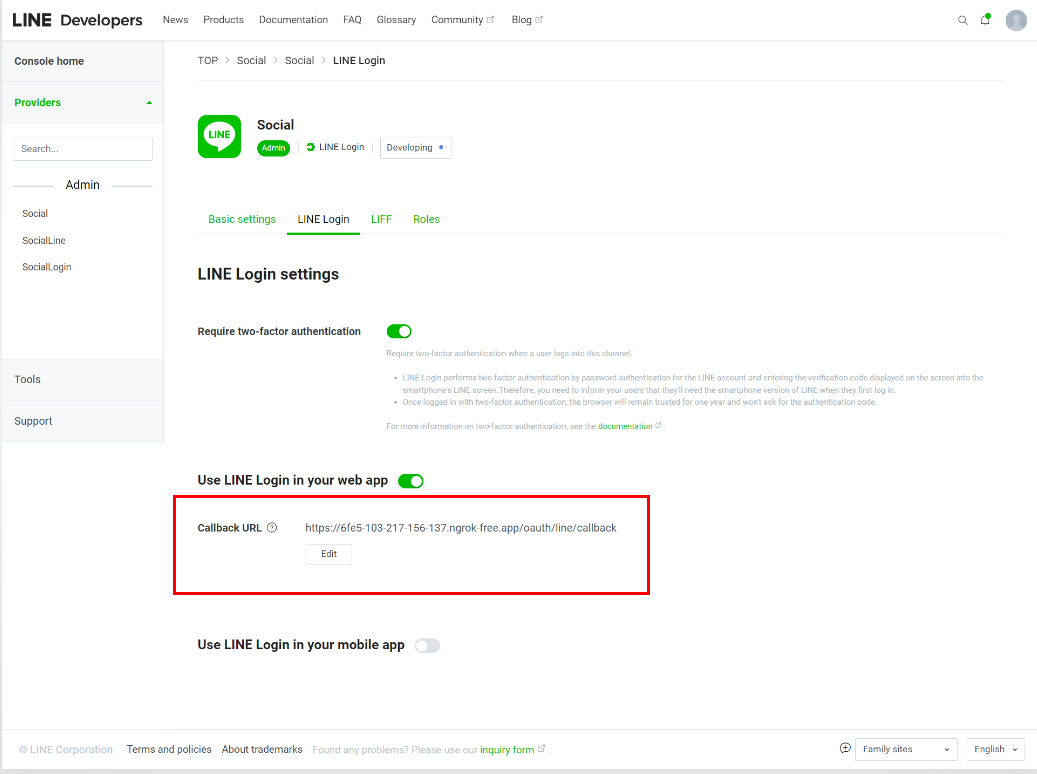 LINE Developers News Products Documentation FAQ Glossary Community Blog
Console home
Providers
Search...
Admin
Social
SocialLine
SocialLogin
Tools
Support
TOP > Social > Social > LINE Login
LINE
Social
Admin LINE Login Developing
Basic settings LINE Login LIFF Roles
LINE Login settings
Require two-factor authentication
Require two-factor authentication when a user logs into this channel.
• LINE Login performs two-factor authentication by password authentication for the LINE account and entering the verification code displayed on the screen into the
smartphone's LINE screen.Therefore, you need to inform your users that they'll need the smartphone version of LINE when they first log in.
• Once logged in with two-factor authentication, the browser will remain trusted for one year and won't ask for the authentication code.
For more information on two-factor authentication, see the documentation .
Use LINE Login in your web app
Callback URL ? https://6fe5-103-217-156-137.ngrok-free.app/oauth/line/callback
Edit
Use LINE Login in your mobile app
© LINE Corporation Terms and policies About trademarks Found any problems? Please use our inquiry form . Family sites English